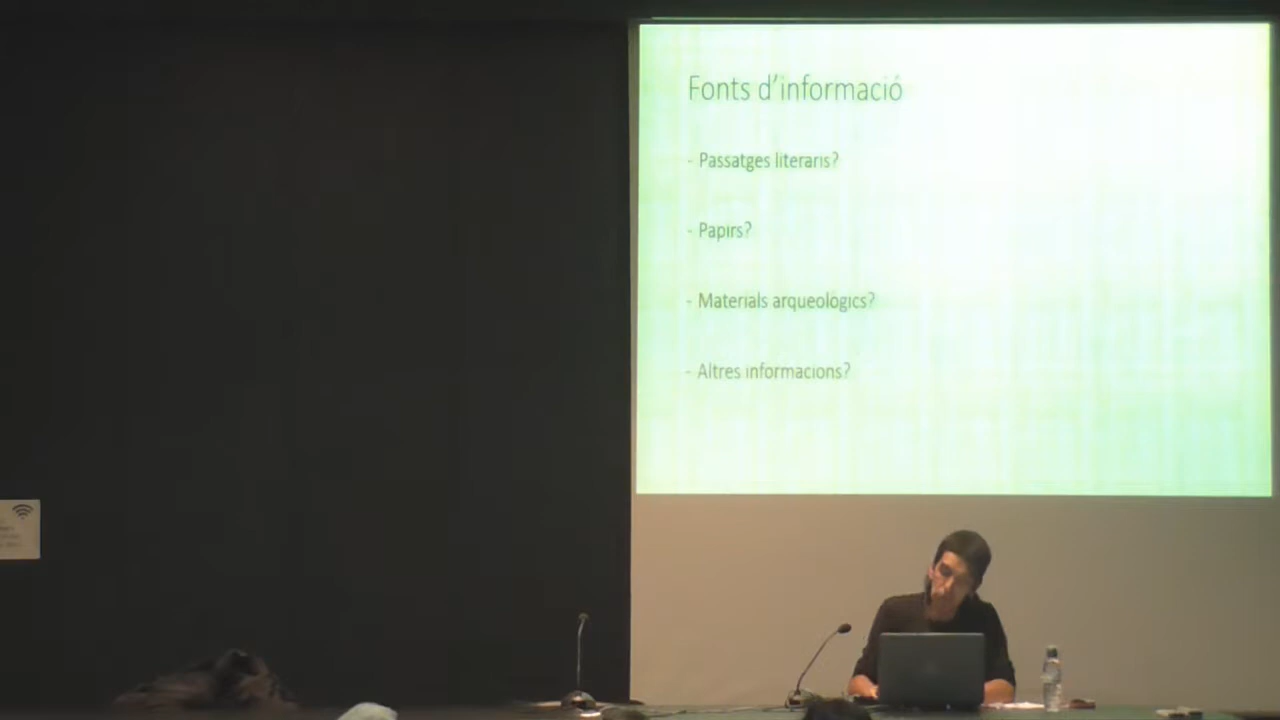 Fonts d'informació
- Passatges literaris?
- Papirs?
- Materials arqueològics?
- Altres informacions?